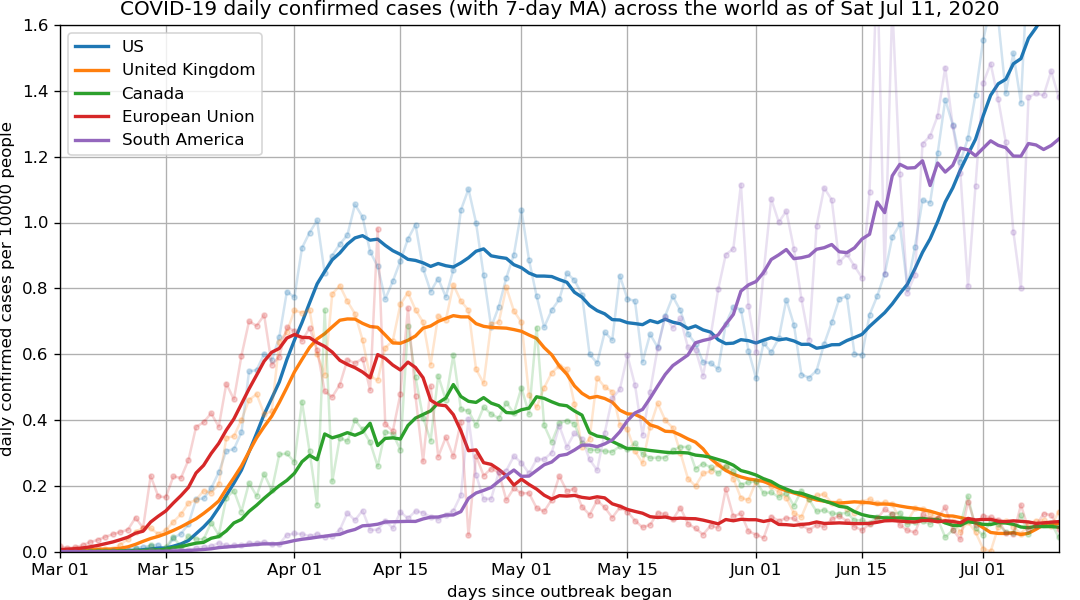 COVID-19 daily confirmed cases (with 7-day MA) across the world as of Sat Jul 11, 2020
daily confirmed cases per 10000 people
1.6
1.4
1.2
1.0
0.8
0.6
0.4
0.2
0.0
US
United Kingdom
Canada
European Union
South America
Mar 01 Mar 15 Apr 01 Apr 15 May 01 May 15 Jun 01 Jun 15 Jul 01
days since outbreak began